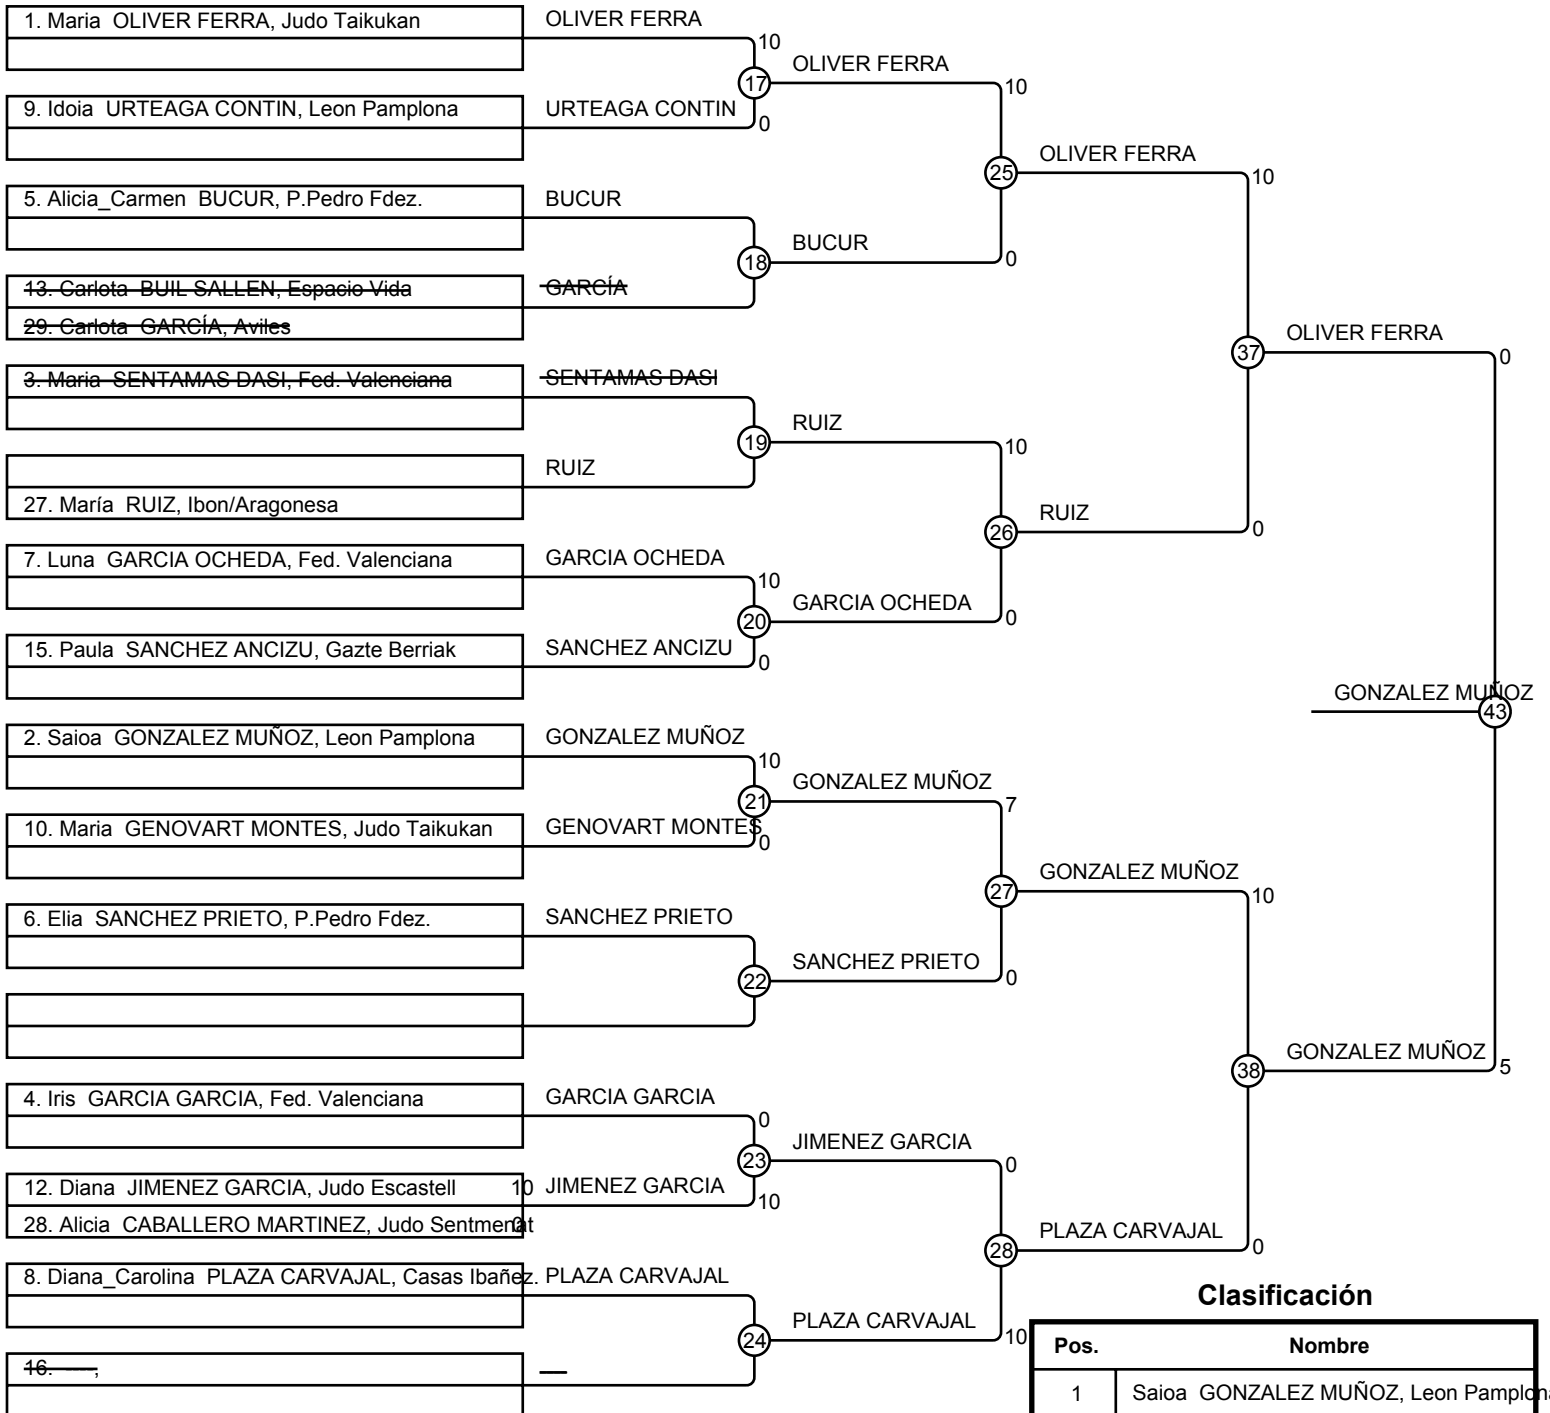 1. Maria OLIVER FERRA, Judo Taikukan
9. Idoia URTEAGA CONTIN, Leon Pamplona
5. Alicia_Carmen BUCUR, P.Pedro Fdez.
13. Carlota BUIL SALLEN, Espacio Vida
29. Carlota GARCÍA, Aviles
3. Maria SENTAMAS DASI, Fed. Valenciana
27. María RUIZ, Ibon/Aragonesa
7. Luna GARCIA OCHEDA, Fed. Valenciana
15. Paula SANCHEZ ANCIZU, Gazte Berriak
2. Saioa GONZALEZ MUÑOZ, Leon Pamplona
10. Maria GENOVART MONTES, Judo Taikukan
6. Elia SANCHEZ PRIETO, P.Pedro Fdez.
4. Iris GARCIA GARCIA, Fed. Valenciana
12. Diana JIMENEZ GARCIA, Judo Escastell 10
28. Alicia CABALLERO MARTINEZ, Judo Sentmenat 0
8. Diana_Carolina PLAZA CARVAJAL, Casas Ibañez.
16. ----,
OLIVER FERRA
10
17
URTEAGA CONTIN
0
BUCUR
18
GARCÍA
SENTAMAS DASI
19
RUIZ
GARCIA OCHEDA
10
20
SANCHEZ ANCIZU
0
GONZALEZ MUÑOZ
10
21
GENOVART MONTES
0
SANCHEZ PRIETO
22
GARCIA GARCIA
0
23
JIMENEZ GARCIA
10
PLAZA CARVAJAL
24
----
OLIVER FERRA
10
25
BUCUR
0
RUIZ
10
26
GARCIA OCHEDA
0
GONZALEZ MUÑOZ
7
27
SANCHEZ PRIETO
0
JIMENEZ GARCIA
0
28
PLAZA CARVAJAL
10
OLIVER FERRA
10
37
RUIZ
0
GONZALEZ MUÑOZ
10
38
PLAZA CARVAJAL
0
OLIVER FERRA
0
GONZALEZ MUÑOZ
43
GONZALEZ MUÑOZ
5
Clasificación
Pos. Nombre
1 Saioa GONZALEZ MUÑOZ, Leon Pamplona